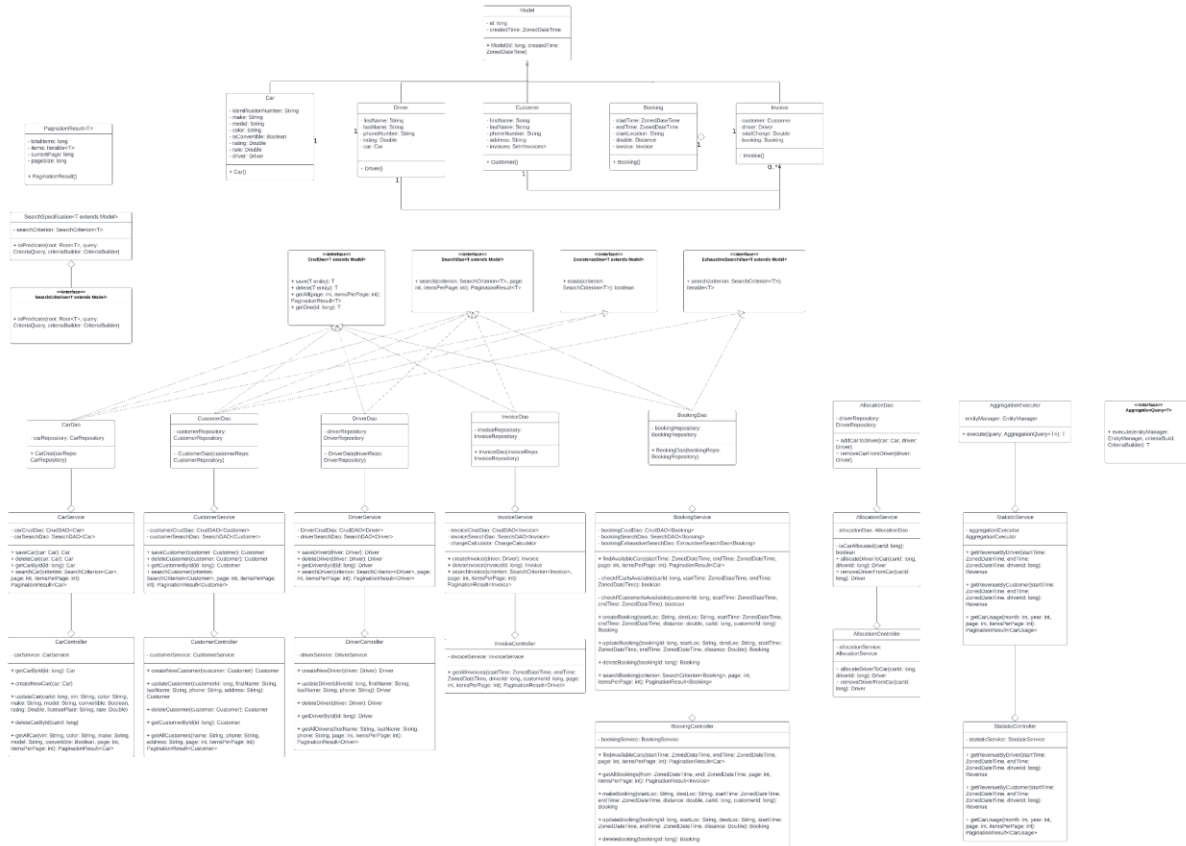 Model
- id: long
- createdTime: ZonedDateTime
+ Model(id: long, createdTime:
ZonedDateTime)
Car
- identificationNumber: String
- make: String
- model: String
- color: String
- isConvertible: Boolean
- rating: Double
- rate: Double
- driver: Driver
+ Car()
1
Driver
- firstName: String
- lastName: String
- phoneNumber: String
- rating: Double
- car: Car
- Driver()
1
1
Customer
- firstName: String
- lastName: String
- phoneNumber: String
- address: String
- invoices: Set<Invoices>
+ Customer()
1
Booking
- startTime: ZonedDateTime
- endTime: ZonedDateTime
- startLocation: String
- double: Distance
- invoice: Invoice
+ Booking()
1
Invoice
- customer: Customer
- driver: Driver
- totalCharge: Double
- booking: Booking
- Invoice()
1
0..*
PaginationResult<T>
- totalItems: long
- items: Iterable<T>
- currentPage: long
- pageSize: long
+ PaginationResult()
SearchSpecification<T extends Model>
- searchCriterion: SearchCriterion<T>
+ toPredicate(root: Root<T>, query:
CriteriaQuery, criteriaBuilder: CriteriaBuilder)
<<interface>>
SearchCriterion<T extends Model>
+ toPredicate(root: Root<T>, query:
CriteriaQuery, criteriaBuilder: CriteriaBuilder)
<<interface>>
CrudDao<T extends Model>
+ save(T entity): T
+ delete(T entity): T
+ getAll(page: int, itemsPerPage: int):
PaginationResult<T>
+ getOne(id: long): T
<<interface>>
SearchDao<T extends Model>
+ search(criterion: SearchCriterion<T>, page:
int, itemsPerPage: int): PaginationResult<T>
<<interface>>
ExistenceDao<T extends Model>
+ exists(criterion:
SearchCriterion<T>): boolean
<<interface>>
ExhaustiveSearchDao<T extends Model>
+ search(criterion: SearchCriterion<T>):
Iterable<T>
CarDao
- carRepository: CarRepository
+ CarDao(carRepo:
CarRepository)
CustomerDao
- customerRepository:
CustomerRepository
- CustomerDao(customerRepo:
CustomerRepository)
DriverDao
- driverRepository:
DriverRepository
- DriverDao(driverRepo:
DriverRepository)
InvoiceDao
- invoiceRepository:
InvoiceRepository
- InvoiceDao(invoiceRepo:
InvoiceRepository)
BookingDao
- bookingRepository:
BookingRepository
+ BookingDao(bookingRepo:
BookingRepository)
AllocationDao
- driverRepository:
DriverRepository
- addCarToDriver(car: Car, driver:
Driver)
- removeCarFromDriver(driver:
Driver)
AggregationExecutor
- entityManager: EntityManager
+ execute(query: AggregationQuery<T>): T
<<interface>>
AggregationQuery<T>
+ execute(entityManager:
EntityManager, criteriaBuild:
CriteriaBuilder): T
CarService
- carCrudDao: CrudDAO<Car>
- carSearchDao: SearchDAO<Car>
+ saveCar(car: Car): Car
+ deleteCar(car: Car): Car
+ getCarById(id: long): Car
+ searchCar(criterion: SearchCriterion<Car>,
page: int, itemsPerPage: int):
PaginationResult<Car>
CustomerService
- customerCrudDao: CrudDAO<Customer>
- customerSearchDao: SearchDAO<Customer>
+ saveCustomer(customer: Customer): Customer
+ deleteCustomer(customer: Customer): Customer
+ getCustomerById(id: long): Customer
+ searchCustomer(criterion:
SearchCriterion<Customer>, page: int, itemsPerPage:
int): PaginationResult<Customer>
DriverService
- DriverCrudDao: CrudDAO<Driver>
- DriverSearchDao: SearchDAO<Driver>
+ saveDriver(driver: Driver): Driver
+ deleteDriver(driver: Driver): Driver
+ getDriverById(id: long): Driver
+ searchDriver(criterion: SearchCriterion<Driver>, page:
int, itemsPerPage: int): PaginationResult<Driver>
InvoiceService
- invoiceCrudDao: CrudDAO<Invoice>
- invoiceSearchDao: SearchDAO<Invoice>
- chargeCalculator: ChargeCalculator
+ createInvoice(driver: Driver): Invoice
+ deleteInvoice(invoiceId: long): Invoice
+ searchInvoice(criterion: SearchCriterion<Invoice>,
page: int, itemsPerPage: int):
PaginationResult<Invoice>
BookingService
- bookingCrudDao: CrudDAO<Booking>
- bookingSearchDao: SearchDAO<Booking>
- bookingExhaustiveSearchDao: ExhaustiveSearchDao<Booking>
+ findAvailableCars(startTime: ZonedDateTime, endTime: ZonedDateTime,
page: int, itemsPerPage: int): PaginationResult<Car>
- checkIfCarIsAvailable(carId: long, startTime: ZonedDateTime, endTime:
ZonedDateTime): boolean
- checkIfCustomerIsAvailable(customerId: long, startTime: ZonedDateTime,
endTime: ZonedDateTime): boolean
+ createBooking(startLoc: String, destLoc: String, startTime: ZonedDateTime,
endTime: ZonedDateTime, distance: double, carId: long, customerId: long):
Booking
+ updateBooking(bookingId: long, startLoc: String, destLoc: String, startTime:
ZonedDateTime, endTime: ZonedDateTime, distance: Double): Booking
+ deleteBooking(bookingId: long): Booking
+ searchBooking(criterion: SearchCriterion<Booking>, page: int,
itemsPerPage: int): PaginationResult<Booking>
AllocationService
- allocationDao: AllocationDao
- isCarAllocated(carId: long):
boolean
+ allocateDriverToCar(carId: long,
driverId: long): Driver
+ removeDriverFromCar(carId:
long): Driver
StatisticService
- aggregationExecutor:
AggregationExecutor
+ getRevenueByDriver(startTime:
ZonedDateTime, endTime:
ZonedDateTime, driverId: long):
Revenue
+ getRevenueByCustomer(startTime:
ZonedDateTime, endTime:
ZonedDateTime, driverId: long):
Revenue
+ getCarUsage(month: int, year: int,
page: int, itemsPerPage: int):
PaginationResult<CarUsage>
CarController
- carService: CarService
+ getCarById(id: long): Car
+ createNewCar(car: Car)
+ updateCar(carId: long, vin: String, color: String,
make: String, model: String, convertible: Boolean,
rating: Double, licensePlate: String, rate: Double)
+ deleteCarById(carId: long)
+ getAllCar(vin: String, color: String, make: String,
model: String, convertible: Boolean, page: int,
itemsPerPage: int): PaginationResult<Car>
CustomerController
- customerService: CustomerService
+ createNewCustomer(customer: Customer): Customer
+ updateCustomer(customerId: long, firstName: String,
lastName: String, phone: String, address: String):
Customer
+ deleteCustomer(customer: Customer): Customer
+ getCustomerById(id: long): Customer
+ getAllCustomers(name: String, phone: String,
address: String, page: int, itemsPerPage: int):
PaginationResult<Customer>
DriverController
- driverService: DriverService
+ createNewDriver(driver: Driver): Driver
+ updateDriver(driverId: long, firstName: String,
lastName: String, phone: String): Driver
+ deleteDriver(driver: Driver): Driver
+ getDriverById(id: long): Driver
+ getAllDrivers(firstName: String, lastName: String,
phone: String, page: int, itemsPerPage: int):
PaginationResult<Driver>
InvoiceController
- invoiceService: InvoiceService
+ getAllInvoices(startTime: ZonedDateTime, endTime:
ZonedDateTime, driverId: long, customerId: long, page:
int, itemsPerPage: int): PaginationResult<Driver>
BookingController
- bookingService: BookingService
+ findAvailableCars(startTime: ZonedDateTime, endTime: ZonedDateTime,
page: int, itemsPerPage: int): PaginationResult<Car>
+ getAllBookings(from: ZonedDateTime, end: ZonedDateTime, page: int,
itemsPerPage: int): PaginationResult<Invoice>
+ makeBooking(startLoc: String, destLoc: String, startTime: ZonedDateTime,
endTime: ZonedDateTime, distance: double, carId: long, customerId: long):
Booking
+ updateBooking(bookingId: long, startLoc: String, destLoc: String, startTime:
ZonedDateTime, endTime: ZonedDateTime, distance: Double): Booking
+ deleteBooking(bookingId: long): Booking
AllocationController
- allocationService:
AllocationService
- allocateDriverToCar(carId: long,
driverId: long): Driver
- removeDriverFromCar(carId:
long): Driver
StatisticController
- statisticService: StatisticService
+ getRevenueByDriver(startTime:
ZonedDateTime, endTime:
ZonedDateTime, driverId: long):
Revenue
+ getRevenueByCustomer(startTime:
ZonedDateTime, endTime:
ZonedDateTime, driverId: long):
Revenue
+ getCarUsage(month: int, year: int,
page: int, itemsPerPage: int):
PaginationResult<CarUsage>